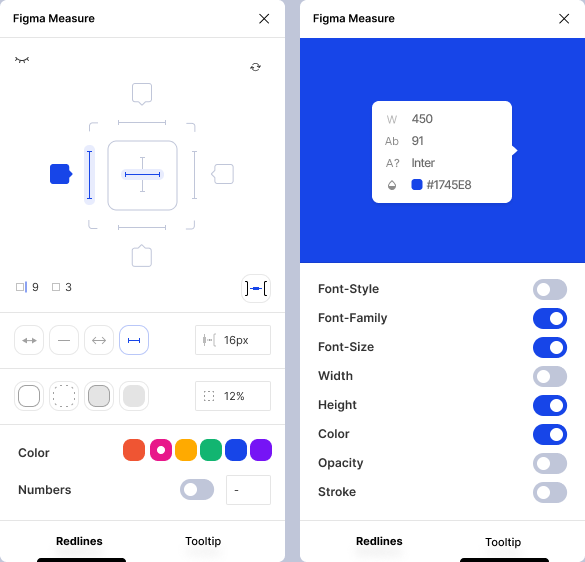 Figma Measure
9
3
16px
12%
Color
Numbers
-
Redlines
Tooltip
Figma Measure
W 450
Ab 91
A? Inter
#1745E8
Font-Style
Font-Family
Font-Size
Width
Height
Color
Opacity
Stroke
Redlines
Tooltip